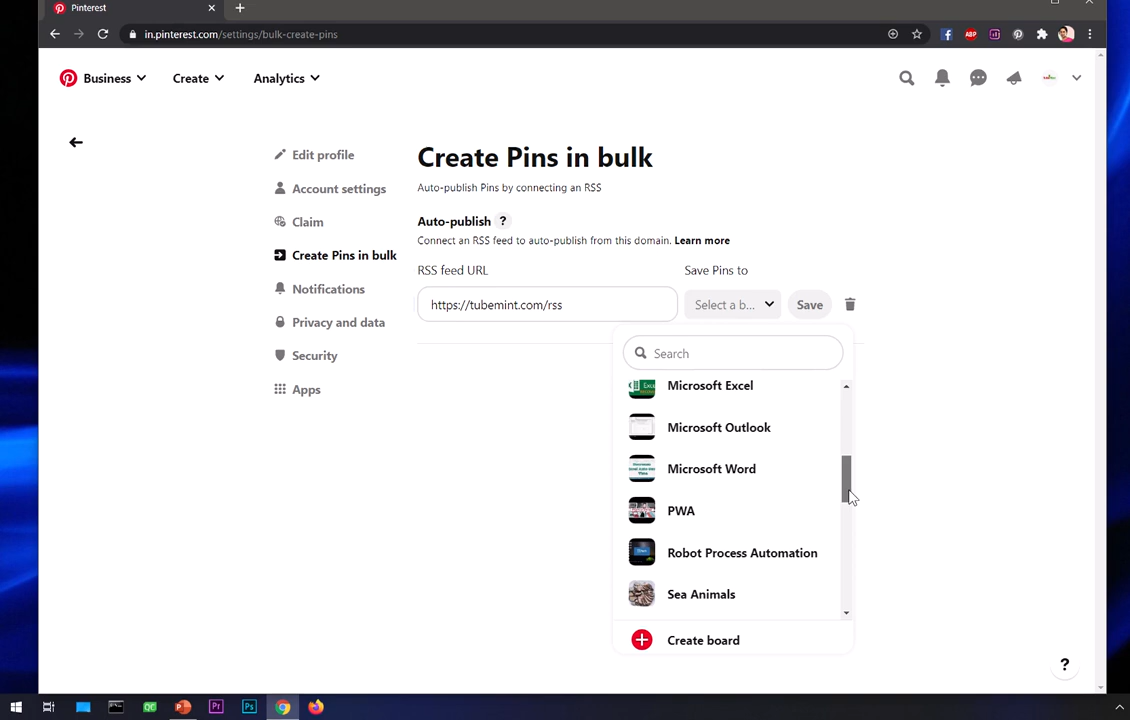 Pinterest
in.pinterest.com/settings/bulk-create-pins
ABP
Business
Create
Analytics
Edit profile
Account settings
Claim
Create Pins in bulk
Notifications
Privacy and data
Security
Apps
Create Pins in bulk
Auto-publish Pins by connecting an RSS
Auto-publish ?
Connect an RSS feed to auto-publish from this domain. Learn more
RSS feed URL
Save Pins to
https://tubemint.com/rss
Select a b...
Save
Search
Microsoft Excel
Microsoft Outlook
Microsoft Word
PWA
Robot Process Automation
Sea Animals
Create board
?
QC
Pr
Ps